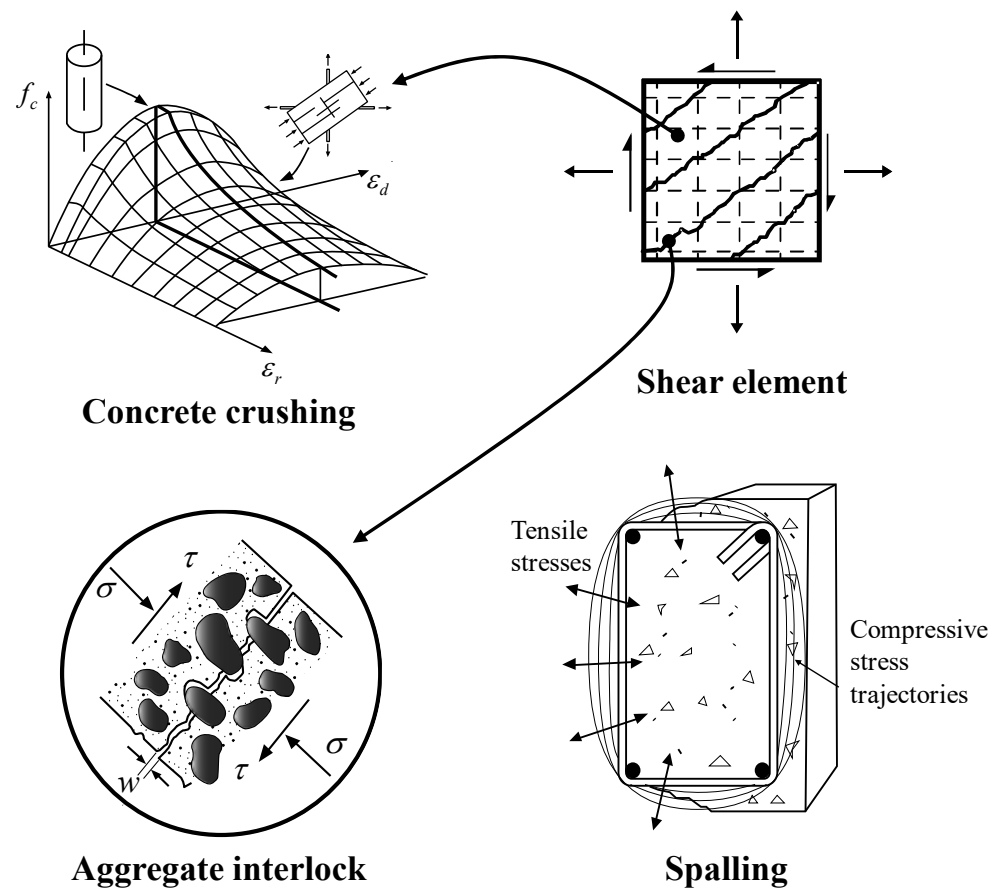 f_c
ε_d
ε_r
Concrete crushing
Shear element
σ
τ
τ
σ
w
Aggregate interlock
Tensile
stresses
Compressive
stress
trajectories
Spalling